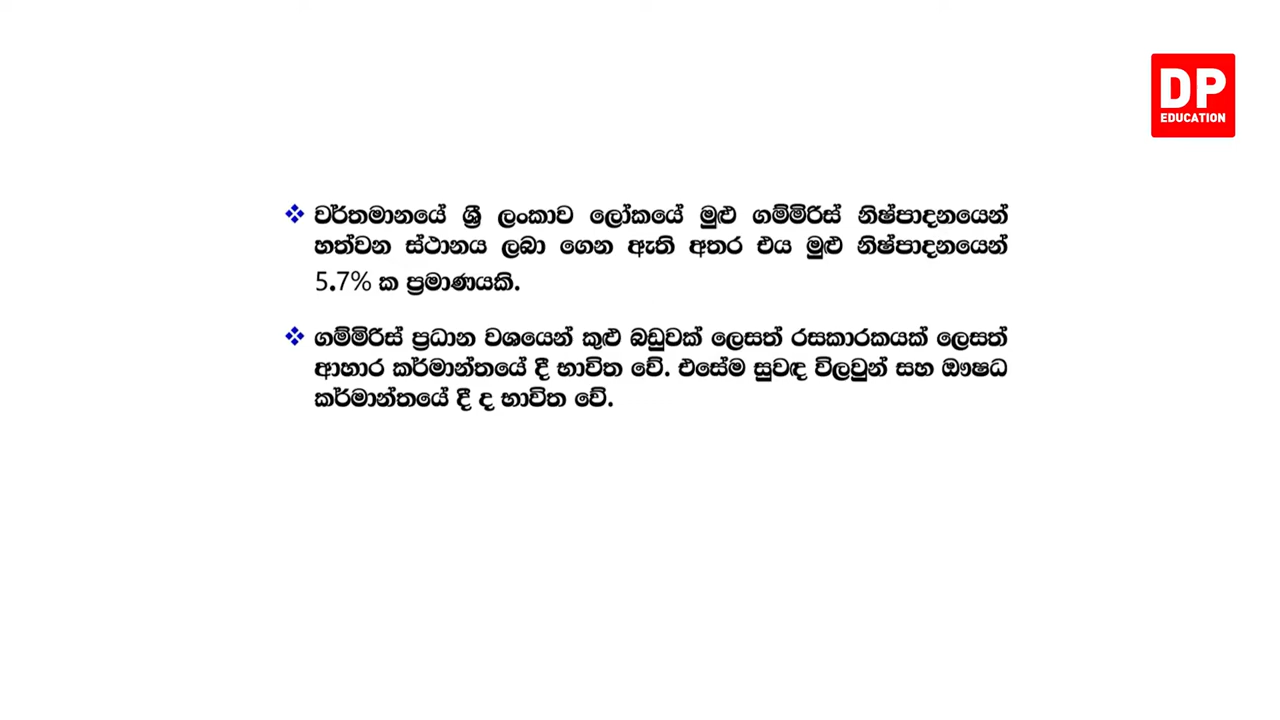 DP
EDUCATION
වර්තමානයේ ශ්‍රී ලංකාව ලෝකයේ මුළු ගම්මිරිස් නිෂ්පාදනයෙන්
හත්වන ස්ථානය ලබා ගෙන ඇති අතර එය මුළු නිෂ්පාදනයෙන්
5.7% ක ප්‍රමාණයකි.
ගම්මිරිස් ප්‍රධාන වශයෙන් කුළු බඩුවක් ලෙසත් රසකාරකයක් ලෙසත්
ආහාර කර්මාන්තයේ දී භාවිත වේ. එසේම සුවඳ විලවුන් සහ ඖෂධ
කර්මාන්තයේ දී ද භාවිත වේ.